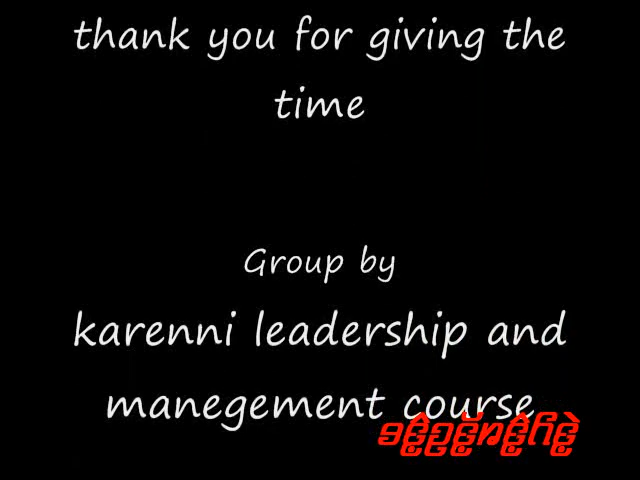 thank you for giving the
time
Group by
karenni leadership and
manegement course